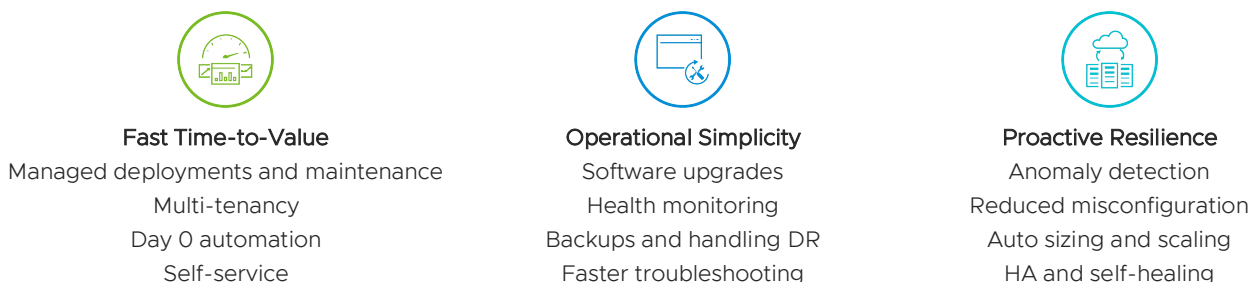 Fast Time-to-Value
Managed deployments and maintenance
Multi-tenancy
Day 0 automation
Self-service
Operational Simplicity
Software upgrades
Health monitoring
Backups and handling DR
Faster troubleshooting
Proactive Resilience
Anomaly detection
Reduced misconfiguration
Auto sizing and scaling
HA and self-healing